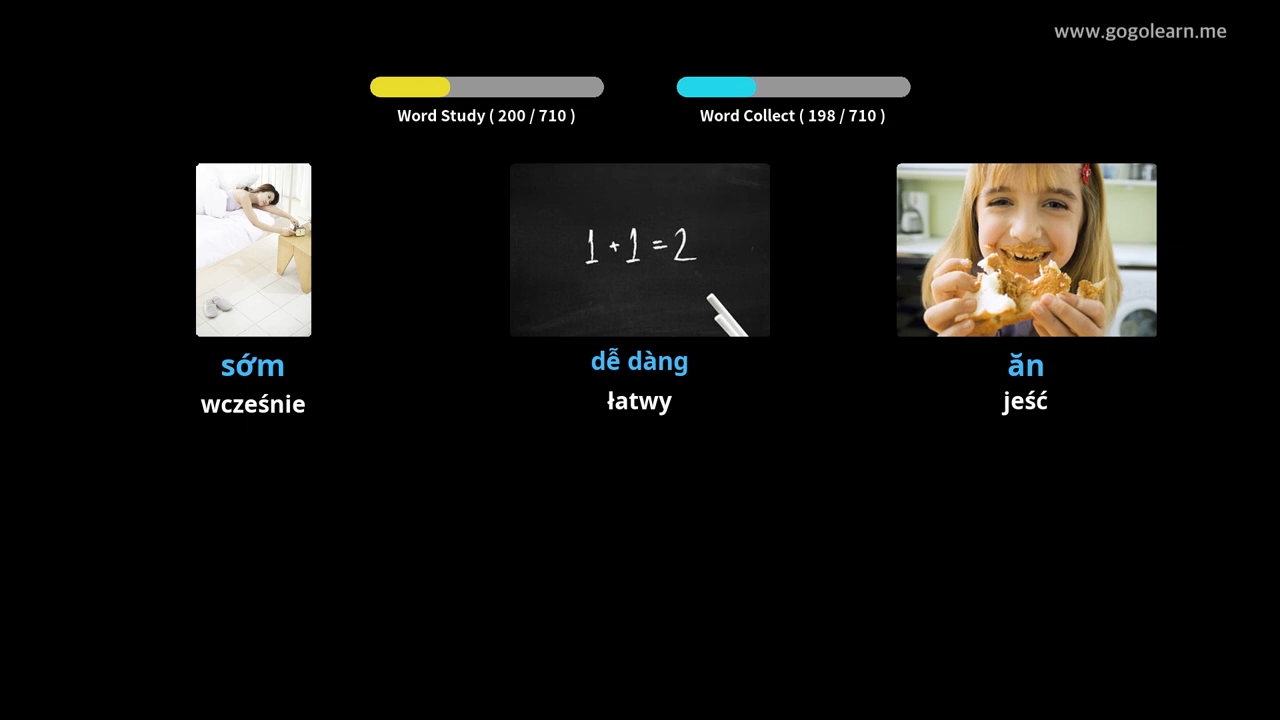 www.gogolearn.me
Word Study ( 200 / 710 )
Word Collect ( 198 / 710 )
1 + 1 = 2
sớm
wcześnie
dễ dàng
łatwy
ăn
jeść